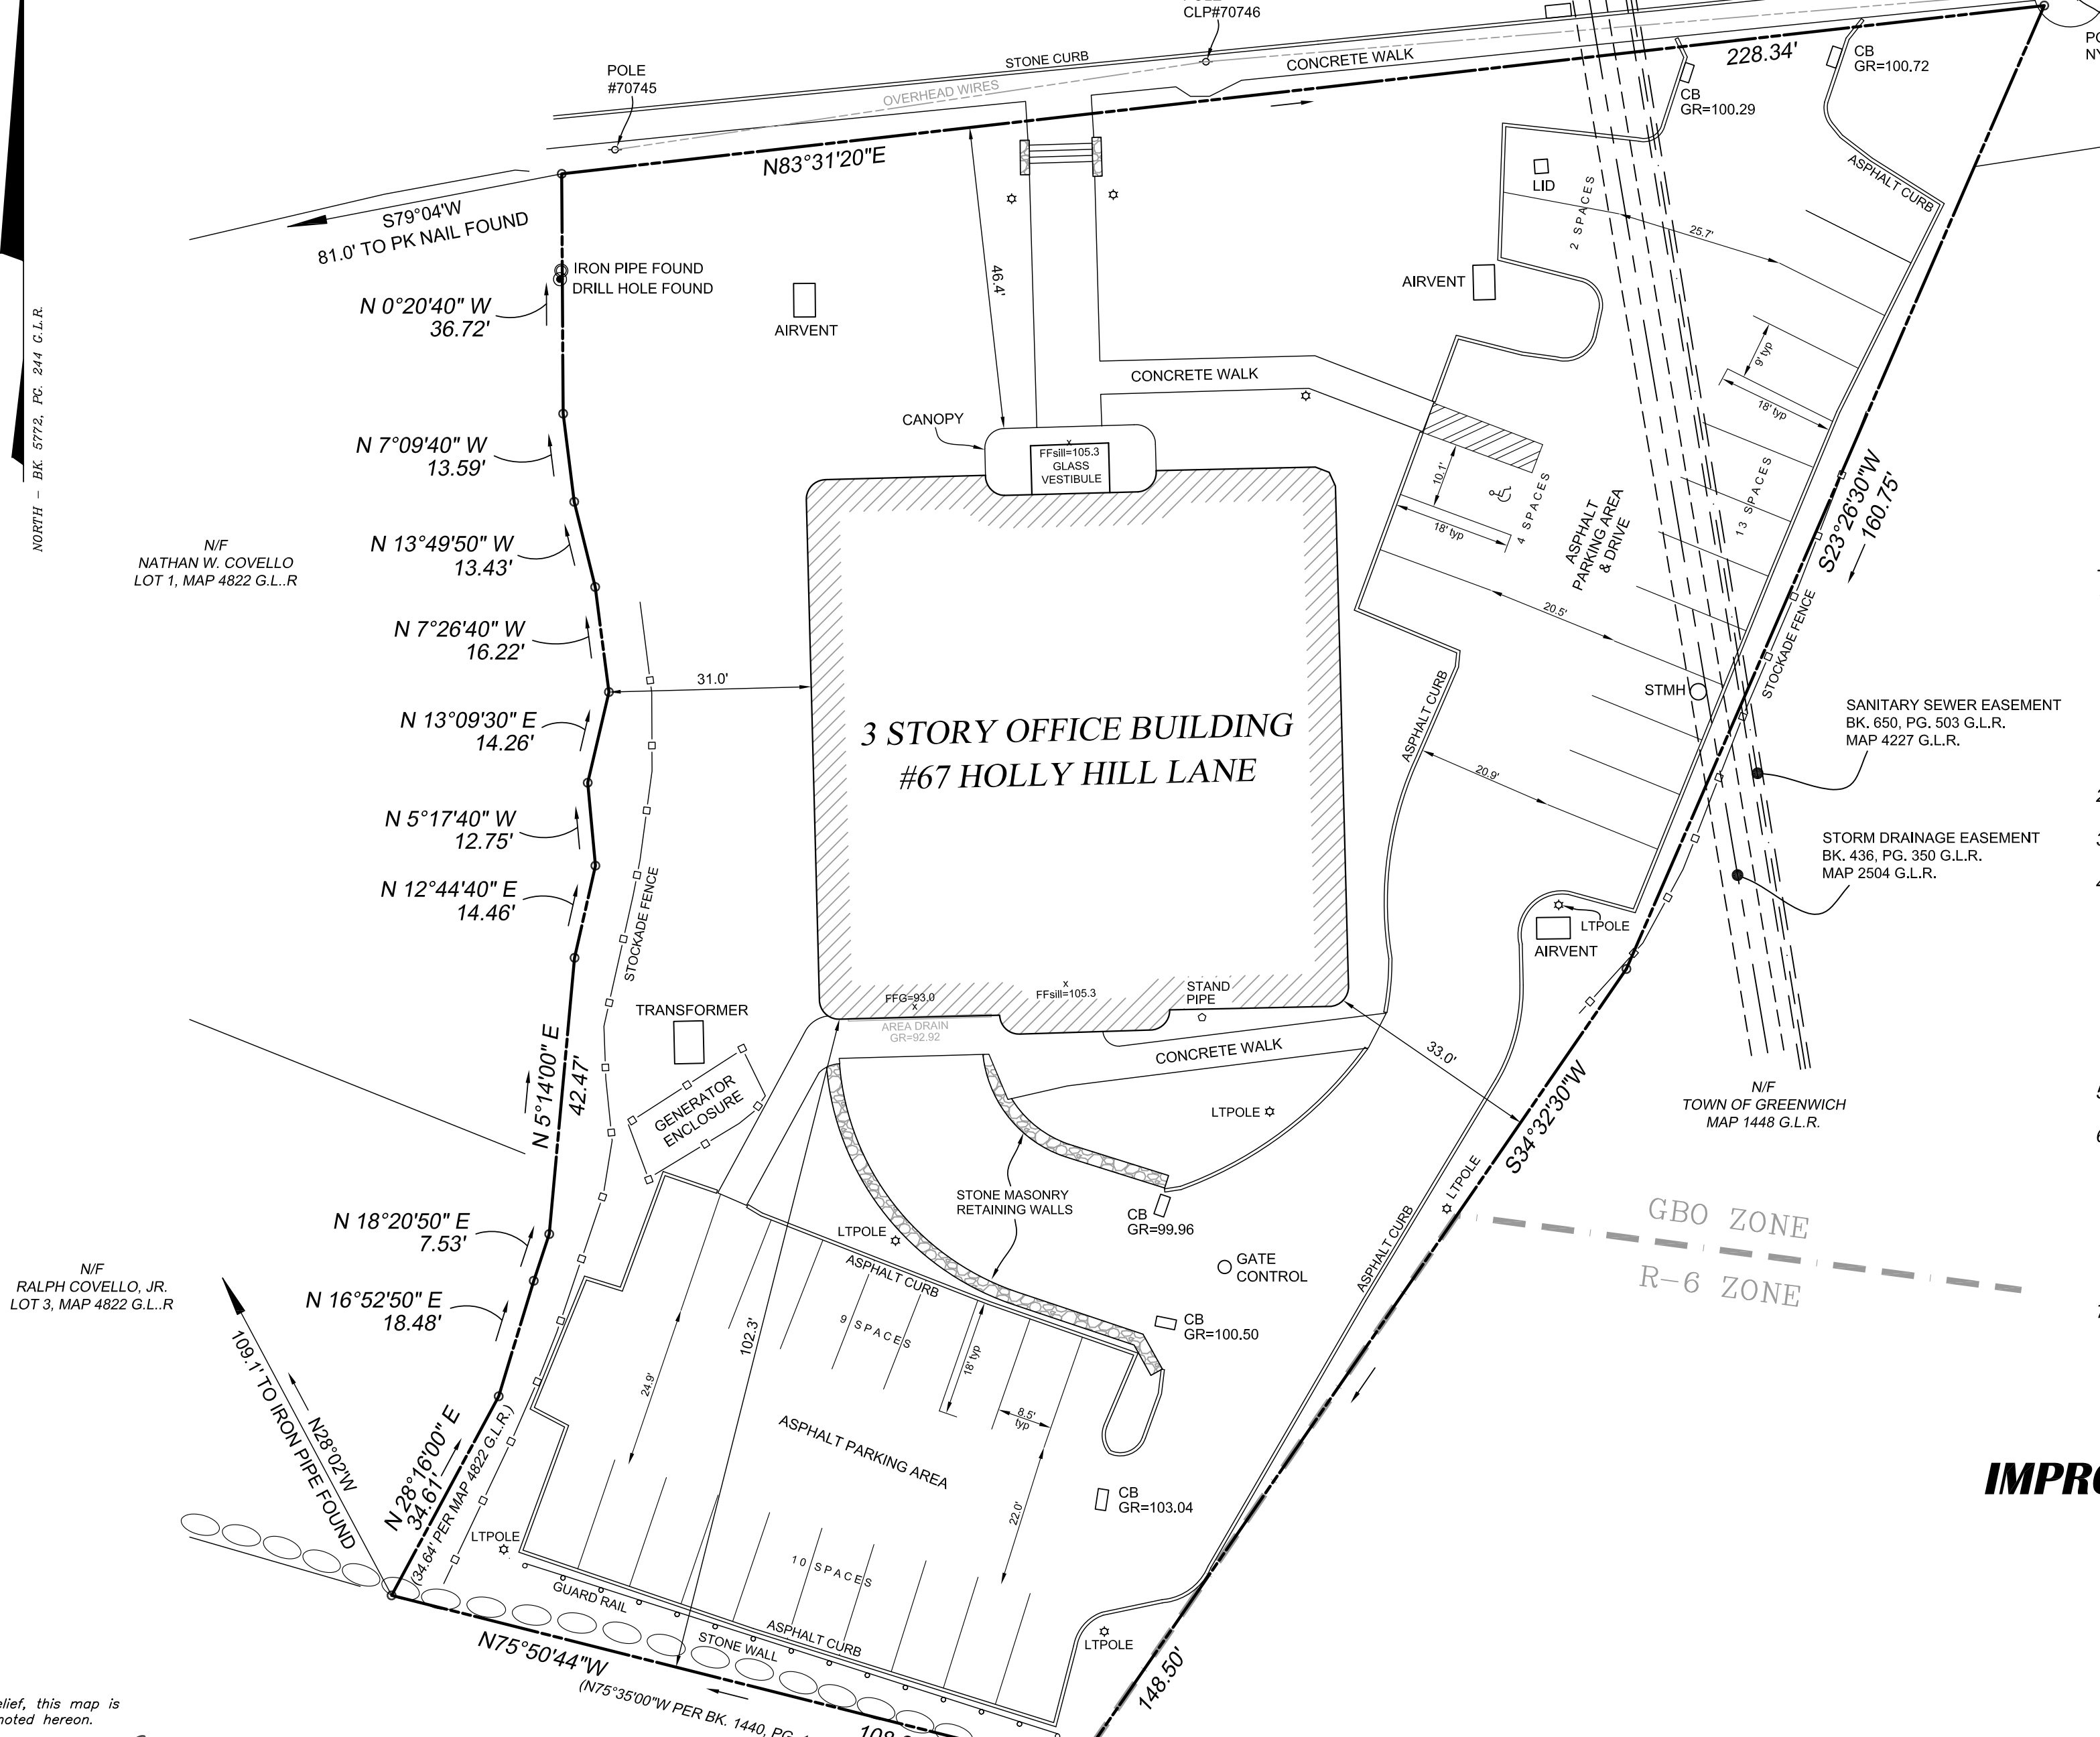 CLP#70746
POLE
#70745
STONE CURB
OVERHEAD WIRES
CONCRETE WALK
228.34'
CB
GR=100.72
CB
GR=100.29
N83°31'20"E
S79°04'W
81.0' TO PK NAIL FOUND
IRON PIPE FOUND
DRILL HOLE FOUND
N 0°20'40" W
36.72'
AIRVENT
46.4'
LID
2 SPACES
25.7'
ASPHALT CURB
AIRVENT
9' typ
18' typ
NORTH – BK. 5772, PG. 244 G.L.R.
CONCRETE WALK
CANOPY
N 7°09'40" W
13.59'
x
FFsill=105.3
GLASS
VESTIBULE
10.1'
18' typ
4 SPACES
13 SPACES
ASPHALT
PARKING AREA
& DRIVE
S23°26'30"W
160.75'
N/F
NATHAN W. COVELLO
LOT 1, MAP 4822 G.L..R
N 13°49'50" W
13.43'
N 7°26'40" W
16.22'
20.5'
STOCKADE FENCE
31.0'
STMH
N 13°09'30" E
14.26'
3 STORY OFFICE BUILDING
#67 HOLLY HILL LANE
ASPHALT CURB
20.9'
SANITARY SEWER EASEMENT
BK. 650, PG. 503 G.L.R.
MAP 4227 G.L.R.
N 5°17'40" W
12.75'
STORM DRAINAGE EASEMENT
BK. 436, PG. 350 G.L.R.
MAP 2504 G.L.R.
N 12°44'40" E
14.46'
STOCKADE FENCE
LTPOLE
AIRVENT
FFG=93.0
x
x
FFsill=105.3
STAND
PIPE
TRANSFORMER
AREA DRAIN
GR=92.92
CONCRETE WALK
33.0'
N 5°14'00" E
42.47'
GENERATOR
ENCLOSURE
LTPOLE
N/F
TOWN OF GREENWICH
MAP 1448 G.L.R.
S34°32'30"W
LTPOLE
STONE MASONRY
RETAINING WALLS
CB
GR=99.96
GBO ZONE
R-6 ZONE
N 18°20'50" E
7.53'
LTPOLE
ASPHALT CURB
GATE
CONTROL
ASPHALT CURB
N/F
RALPH COVELLO, JR.
LOT 3, MAP 4822 G.L..R
N 16°52'50" E
18.48'
9 SPACES
102.3'
CB
GR=100.50
18' typ
24.9'
8.5'
typ
109.1' TO IRON PIPE FOUND
N28°02'W
N 28°16'00" E
34.61'
(34.64' PER MAP 4822 G.L.R.)
ASPHALT PARKING AREA
CB
GR=103.04
22.0'
IMPRO
LTPOLE
10 SPACES
GUARD RAIL
ASPHALT CURB
STONE WALL
LTPOLE
N75°50'44"W
(N75°35'00"W PER BK. 1440, PG.
148.50'
108.
elief, this map is
noted hereon.